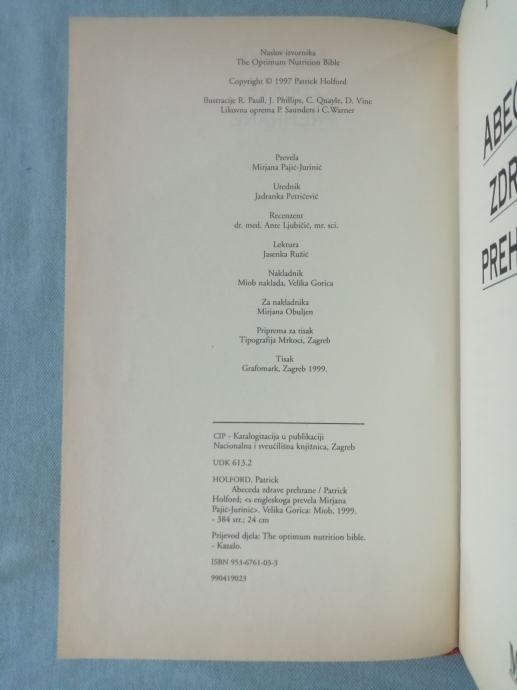 Naslov izvornika
The Optimum Nutrition Bible
Copyright © 1997 Patrick Holford
Ilustracije R. Paull, J. Phillips, C. Quayle, D. Vine
Likovna oprema P. Saunders i C.Warner
Prevela
Mirjana Pajić-Jurinić
Urednik
Jadranka Petričević
Recenzent
dr. med. Ante Ljubičić, mr. sci.
Lektura
Jasenka Ružić
Nakladnik
Miob naklada, Velika Gorica
Za nakladnika
Mirjana Obuljen
Priprema za tisak
Tipografija Mrkoci, Zagreb
Tisak
Grafomark, Zagreb 1999.
CIP - Katalogizacija u publikaciji
Nacionalna i sveučilišna knjižnica, Zagreb
UDK 613.2
HOLFORD, Patrick
Abeceda zdrave prehrane / Patrick
Holford; <s engleskoga prevela Mirjana
Pajić-Jurinić>. Velika Gorica: Miob, 1999.
- 384 str.; 24 cm
Prijevod djela: The optimum nutrition bible.
- Kazalo.
ISBN 953-6761-03-3
990419023
ABEC
ZDR
PREH